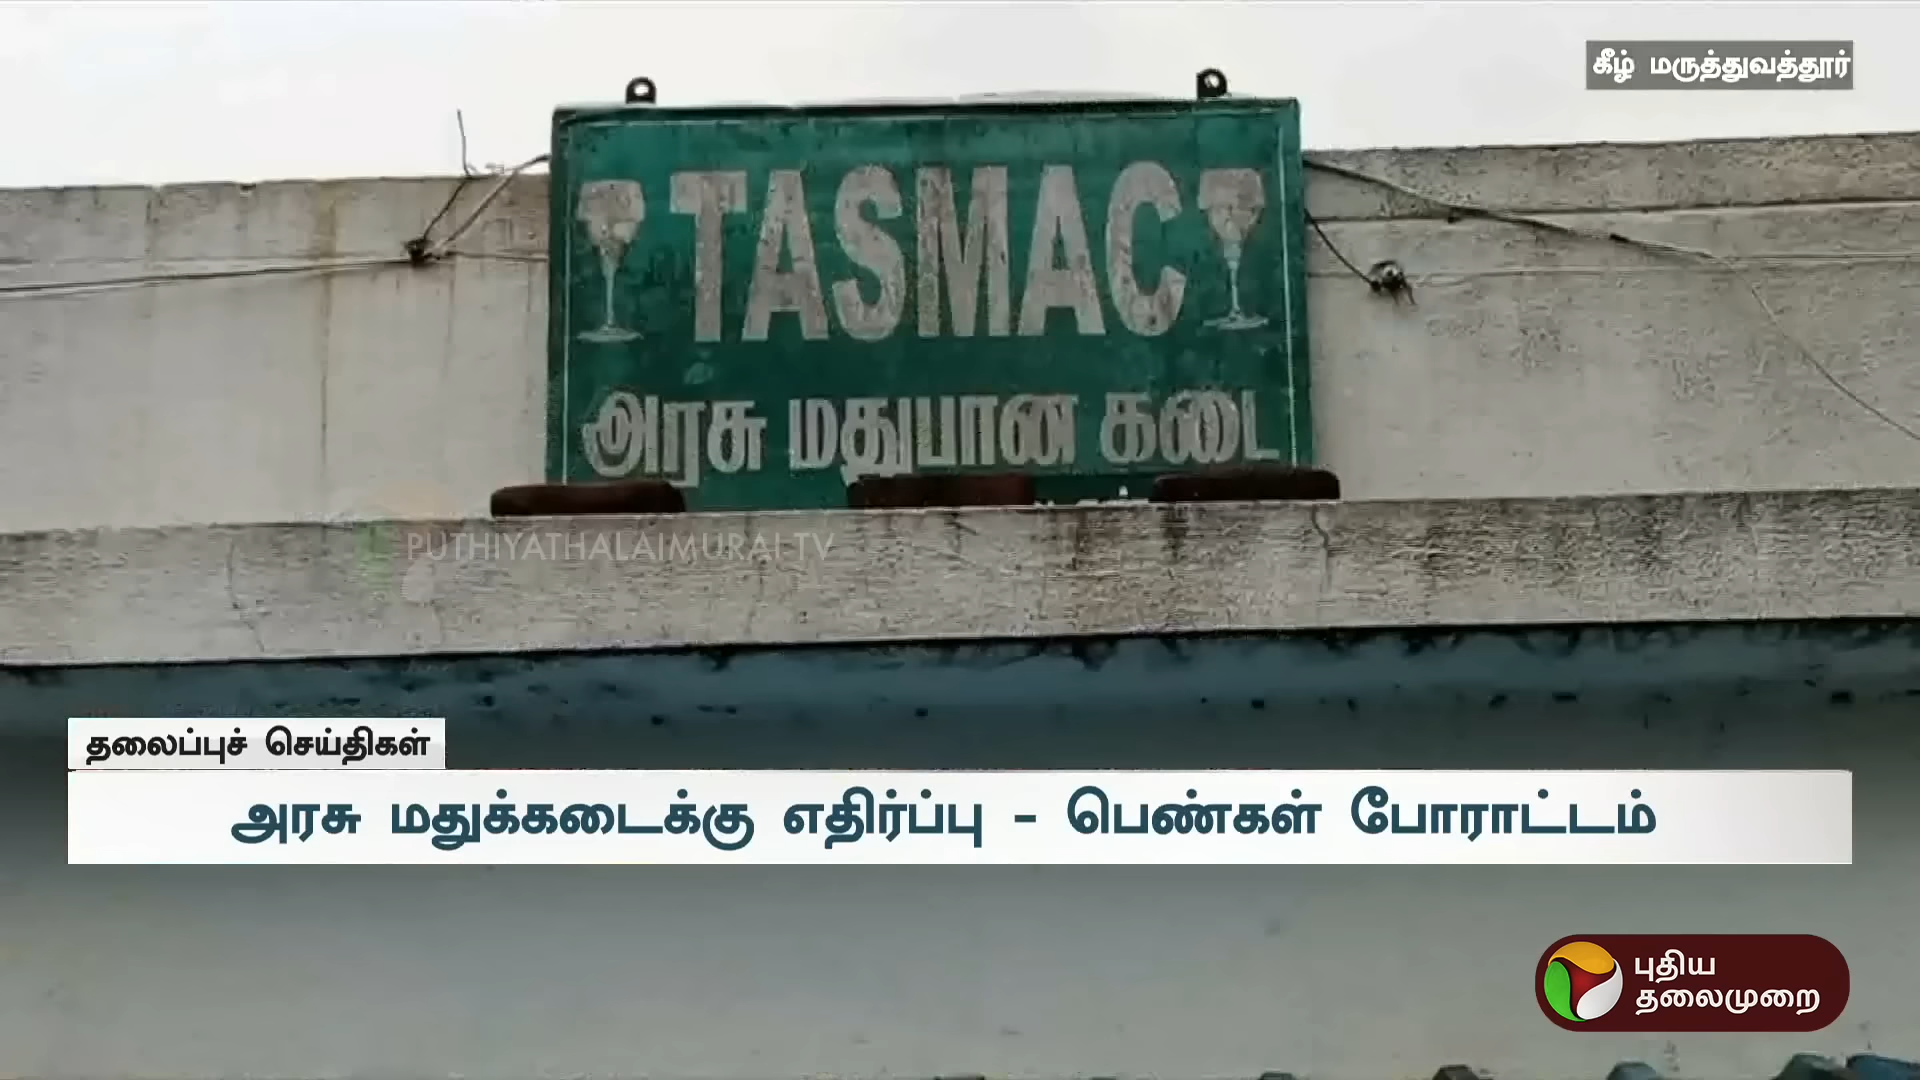 கீழ் மருத்துவத்தூர்
TASMAC
அரசு மதுபான கடை
PUTHIYATHALAIMURAI TV
தலைப்புச் செய்திகள்
அரசு மதுக்கடைக்கு எதிர்ப்பு - பெண்கள் போராட்டம்
புதிய
தலைமுறை